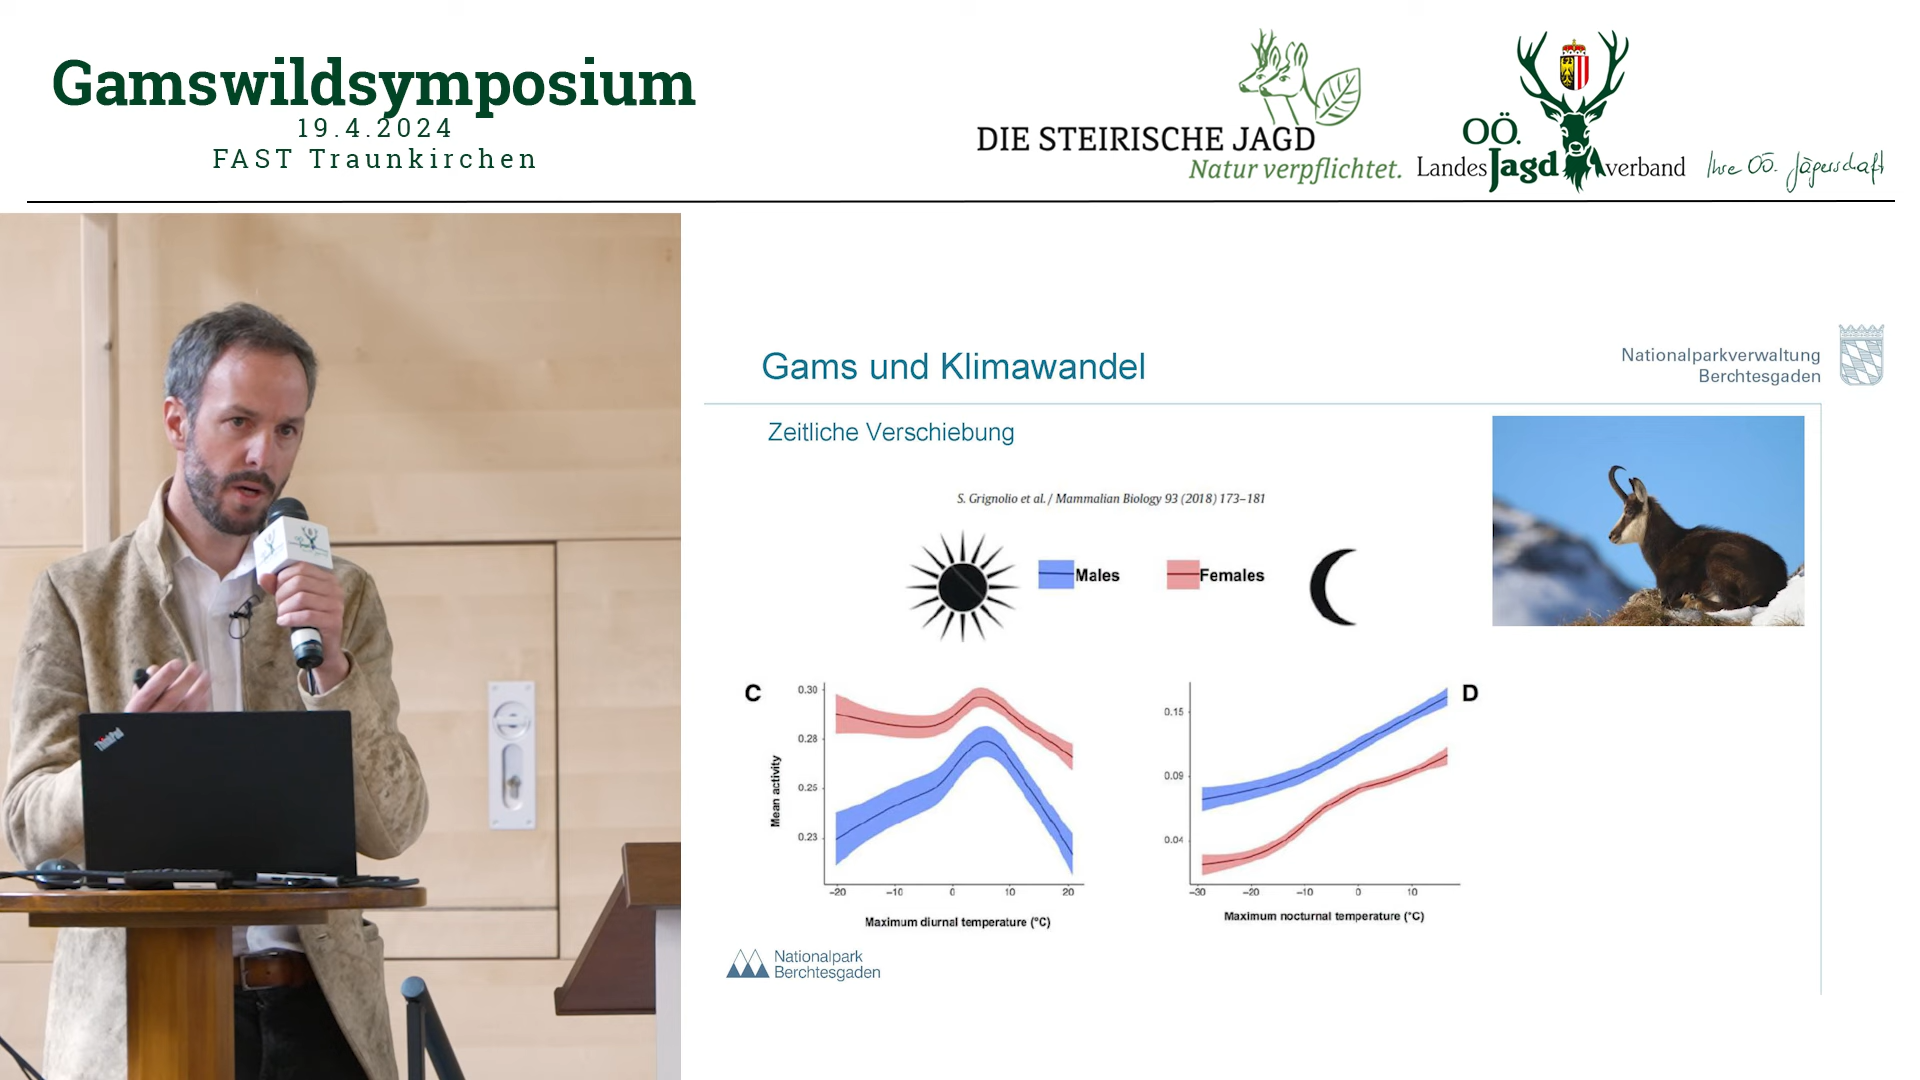 Gamswildsymposium
19.4.2024
FAST Traunkirchen
DIE STEIRISCHE JAGD
Natur verpflichtet.
OÖ.
LandesJagdverband
Ihre OÖ. Jägerschaft
ThinkPad
Gams und Klimawandel
Nationalparkverwaltung
Berchtesgaden
Zeitliche Verschiebung
S. Grignolio et al. / Mammalian Biology 93 (2018) 173–181
Males
Females
C
0.30
0.28
0.25
0.23
Mean activity
-20 -10 0 10 20
Maximum diurnal temperature (°C)
D
0.15
0.09
0.04
-30 -20 -10 0 10
Maximum nocturnal temperature (°C)
Nationalpark
Berchtesgaden